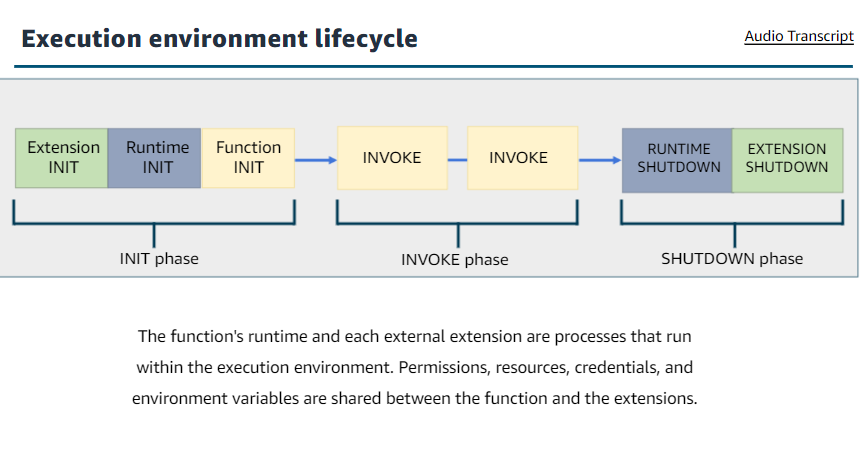 Execution environment lifecycle
Audio Transcript
Extension INIT
Runtime INIT
Function INIT
INVOKE
INVOKE
RUNTIME SHUTDOWN
EXTENSION SHUTDOWN
INIT phase
INVOKE phase
SHUTDOWN phase
The function's runtime and each external extension are processes that run
within the execution environment. Permissions, resources, credentials, and
environment variables are shared between the function and the extensions.